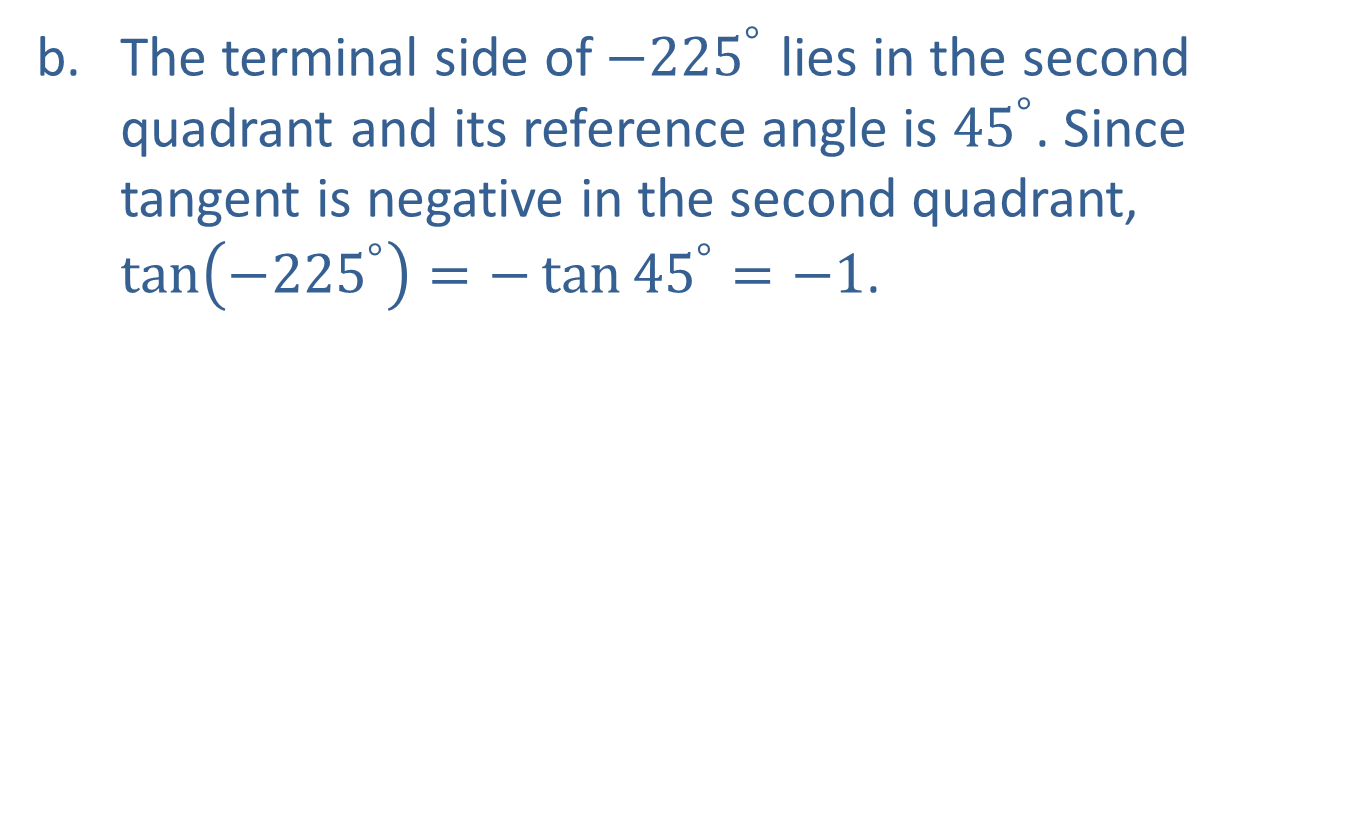 b. The terminal side of −225° lies in the second
quadrant and its reference angle is 45°. Since
tangent is negative in the second quadrant,
tan(−225°) = − tan 45° = −1.